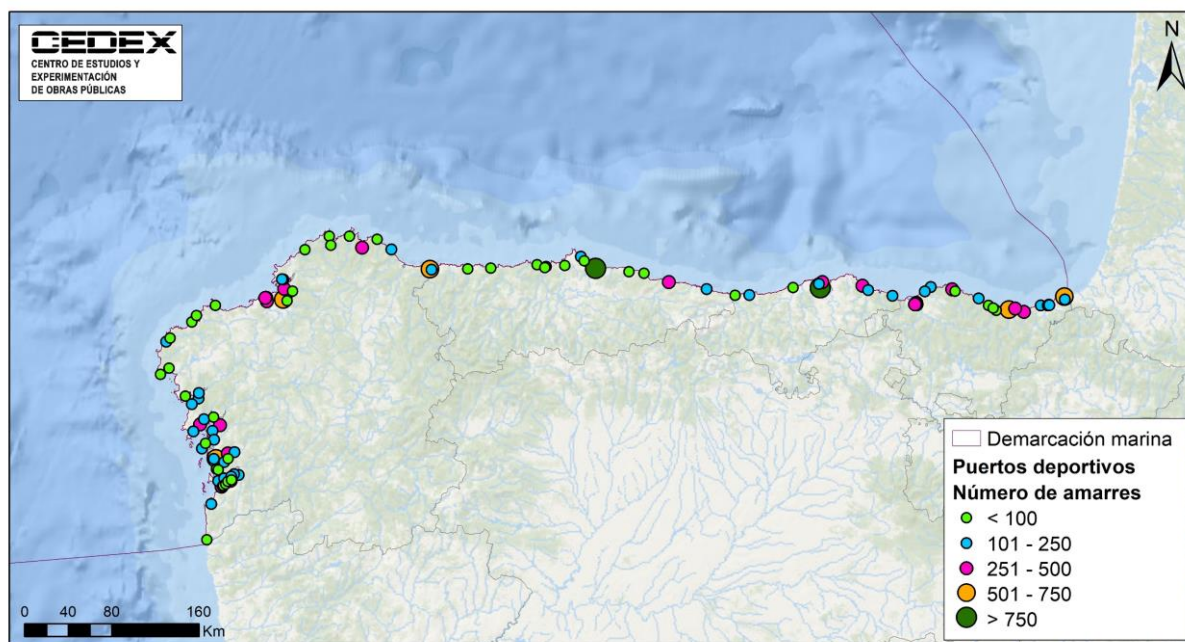 CEDEX
CENTRO DE ESTUDIOS Y
EXPERIMENTACIÓN
DE OBRAS PÚBLICAS
N
Demarcación marina
Puertos deportivos
Número de amarres
< 100
101 - 250
251 - 500
501 - 750
> 750
0 40 80 160
Km